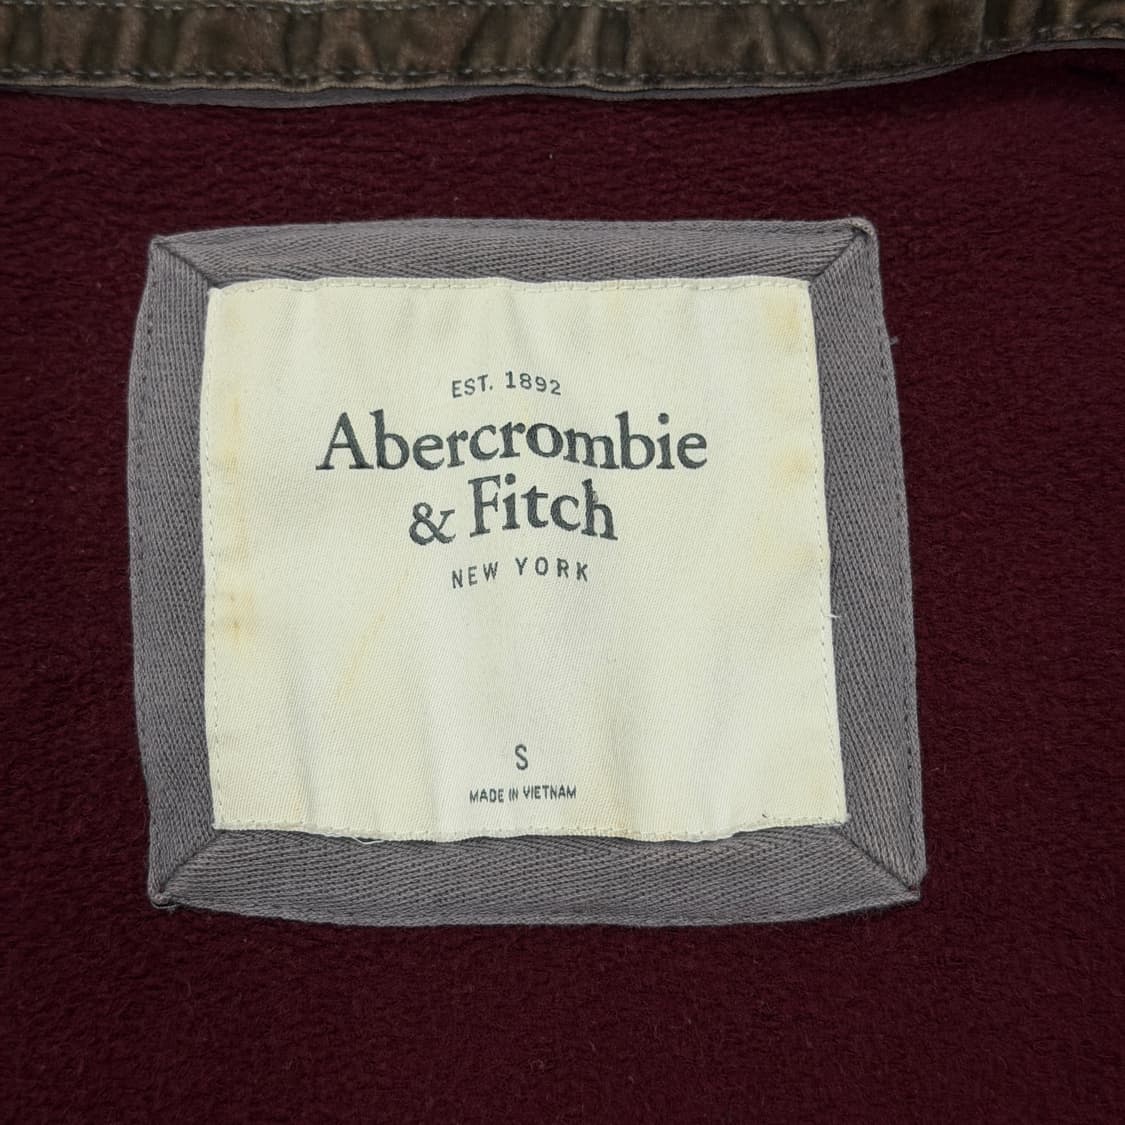 EST. 1892
Abercrombie
& Fitch
NEW YORK
S
MADE IN VIETNAM